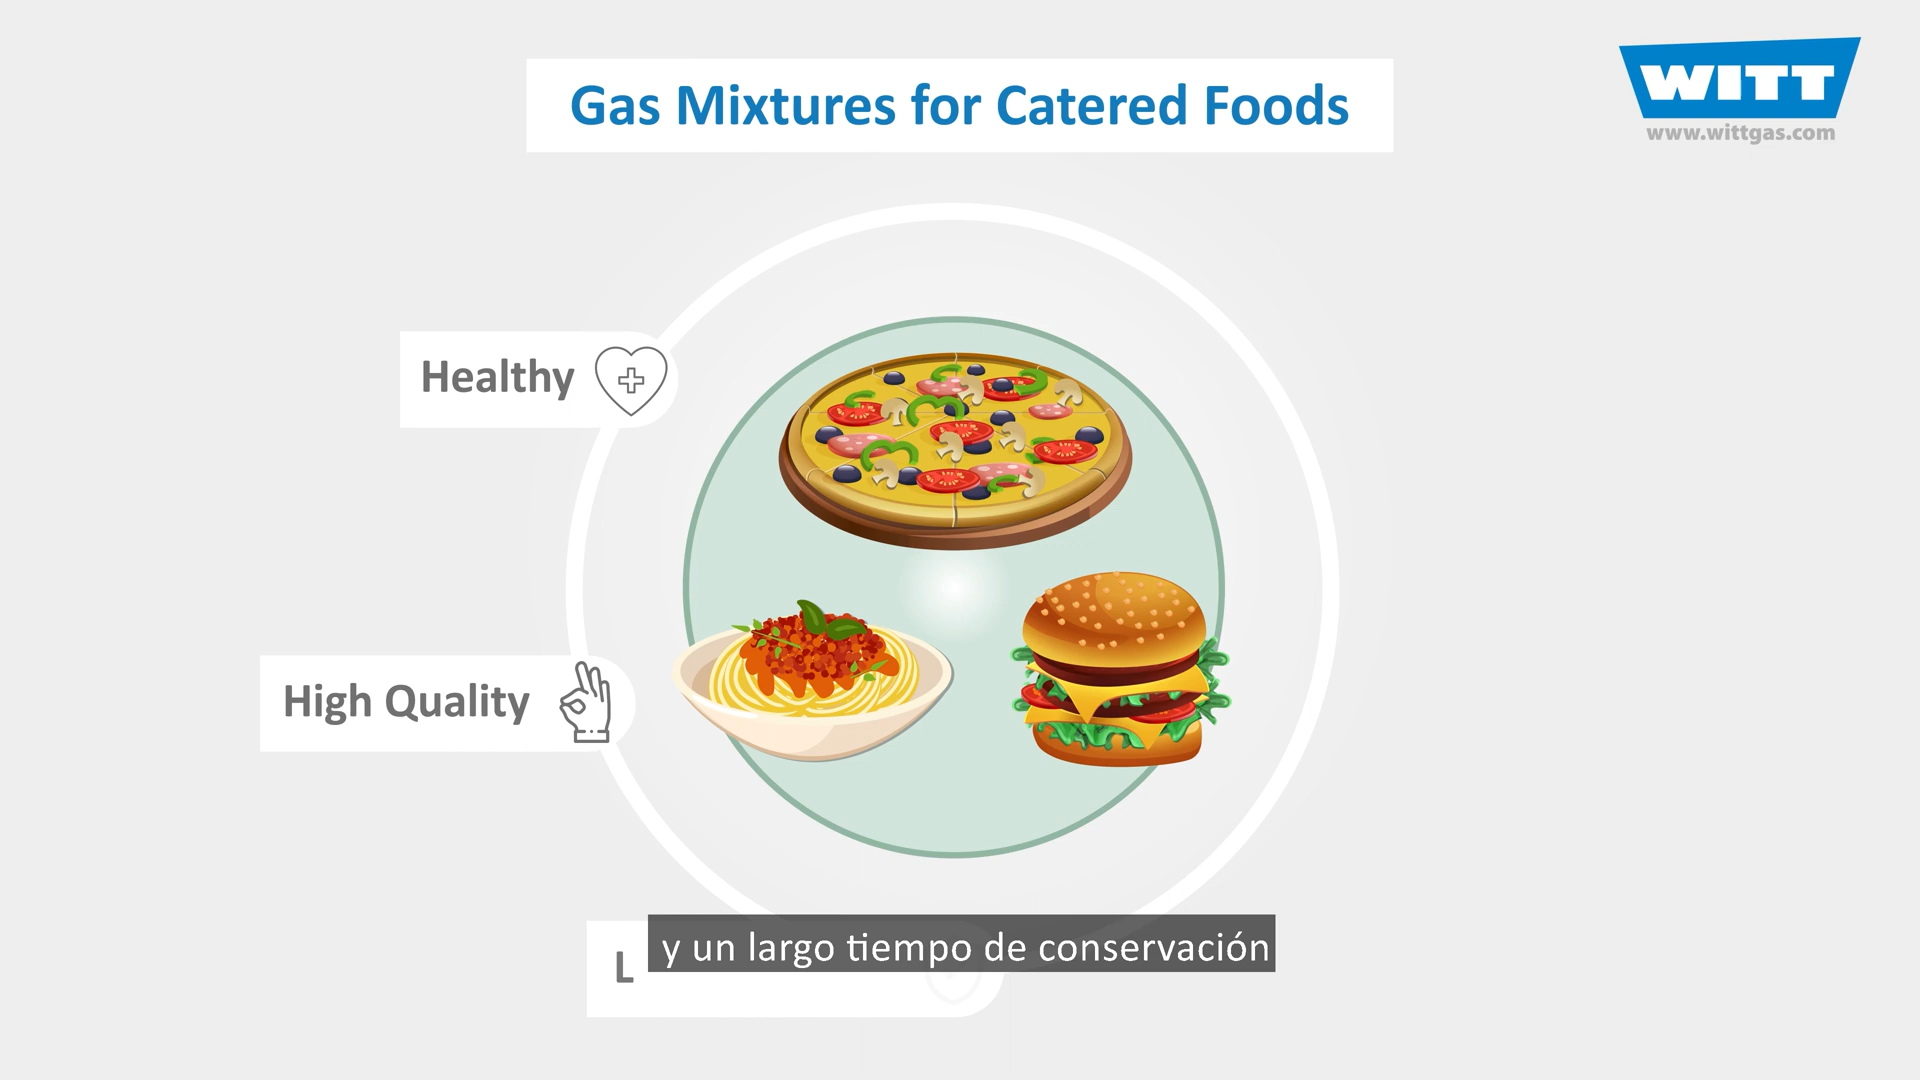 Gas Mixtures for Catered Foods
WITT
www.wittgas.com
Healthy
High Quality
L
y un largo tiempo de conservación